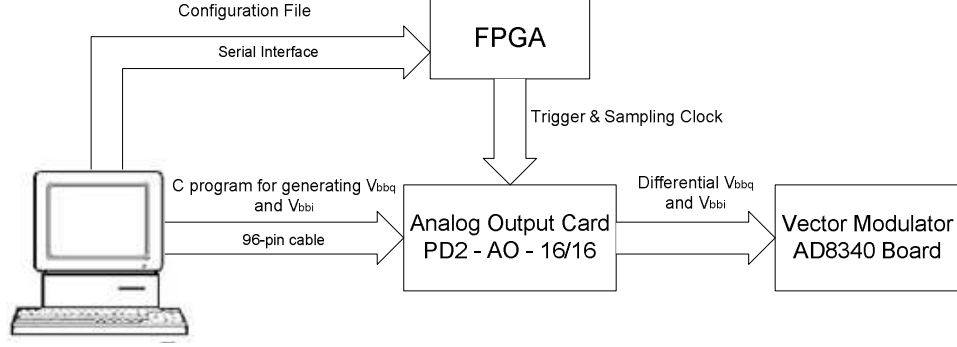 Configuration File
FPGA
Serial Interface
Trigger & Sampling Clock
C program for generating Vbbq
and Vbbi
96-pin cable
Analog Output Card
PD2 - AO - 16/16
Differential Vbbq
and Vbbi
Vector Modulator
AD8340 Board